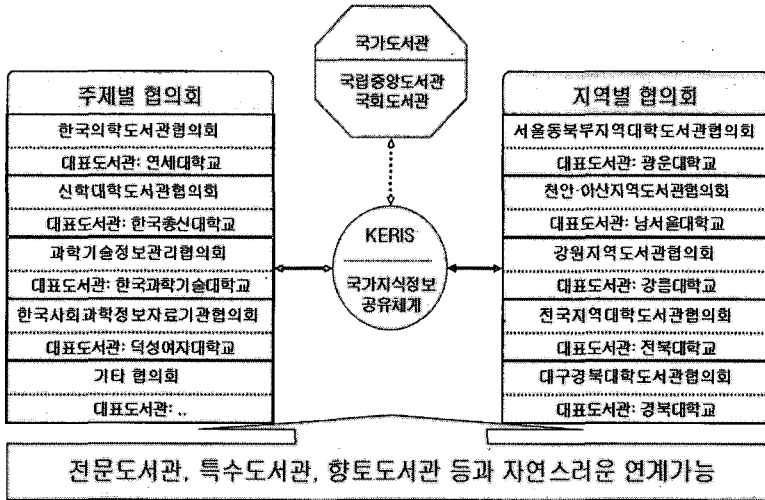 국가도서관
국립중앙도서관
국회도서관
주제별 협의회
한국의학도서관협의회
대표도서관: 연세대학교
신학대학도서관협의회
대표도서관: 한국총신대학교
과학기술정보관리협의회
대표도서관: 한국과학기술대학교
한국사회과학정보자료기관협의회
대표도서관: 덕성여자대학교
기타 협의회
대표도서관: ..
KERIS
국가지식정보
공유체계
지역별 협의회
서울동북부지역대학도서관협의회
대표도서관: 광운대학교
천안·아산지역도서관협의회
대표도서관: 남서울대학교
강원지역도서관협의회
대표도서관: 강릉대학교
전국지역대학도서관협의회
대표도서관: 전북대학교
대구경북대학도서관협의회
대표도서관: 경북대학교
전문도서관, 특수도서관, 향토도서관 등과 자연스러운 연계가능